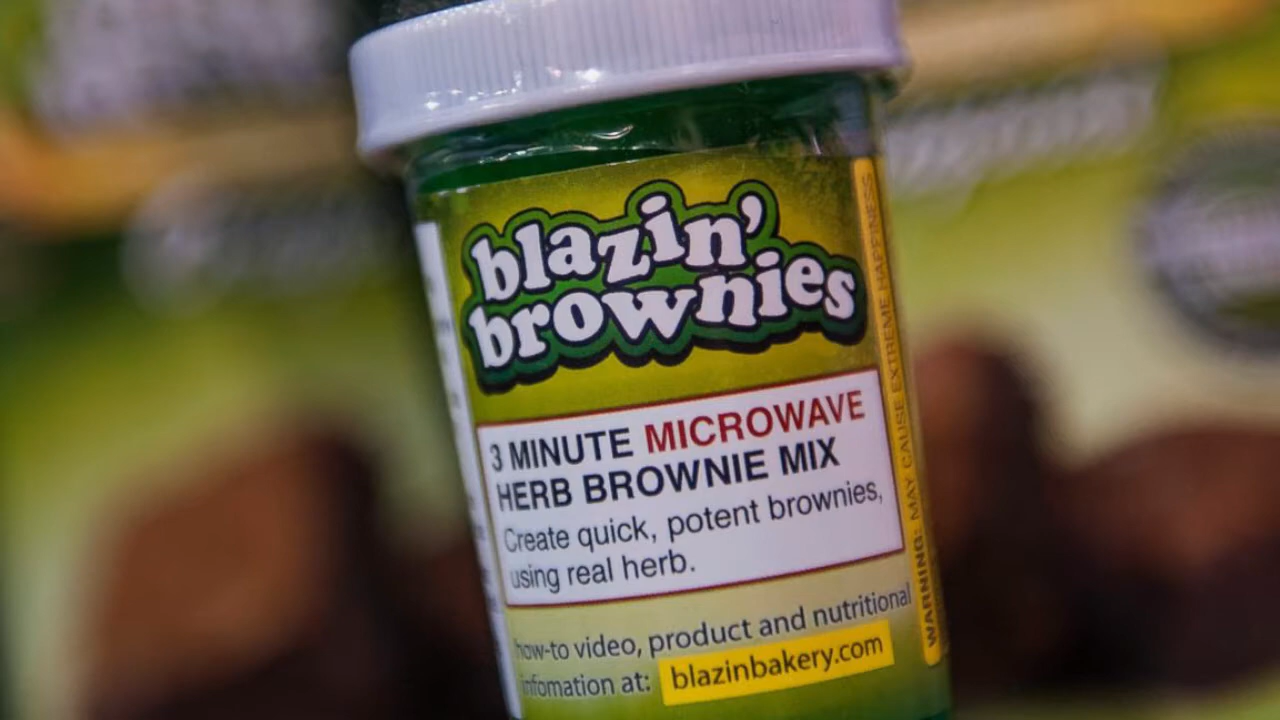 blazin'
brownies
3 MINUTE MICROWAVE
HERB BROWNIE MIX
Create quick, potent brownies,
using real herb.
how-to video, product and nutritional
infomation at: blazinbakery.com
WARNING: MAY CAUSE EXTREME HAPPINESS